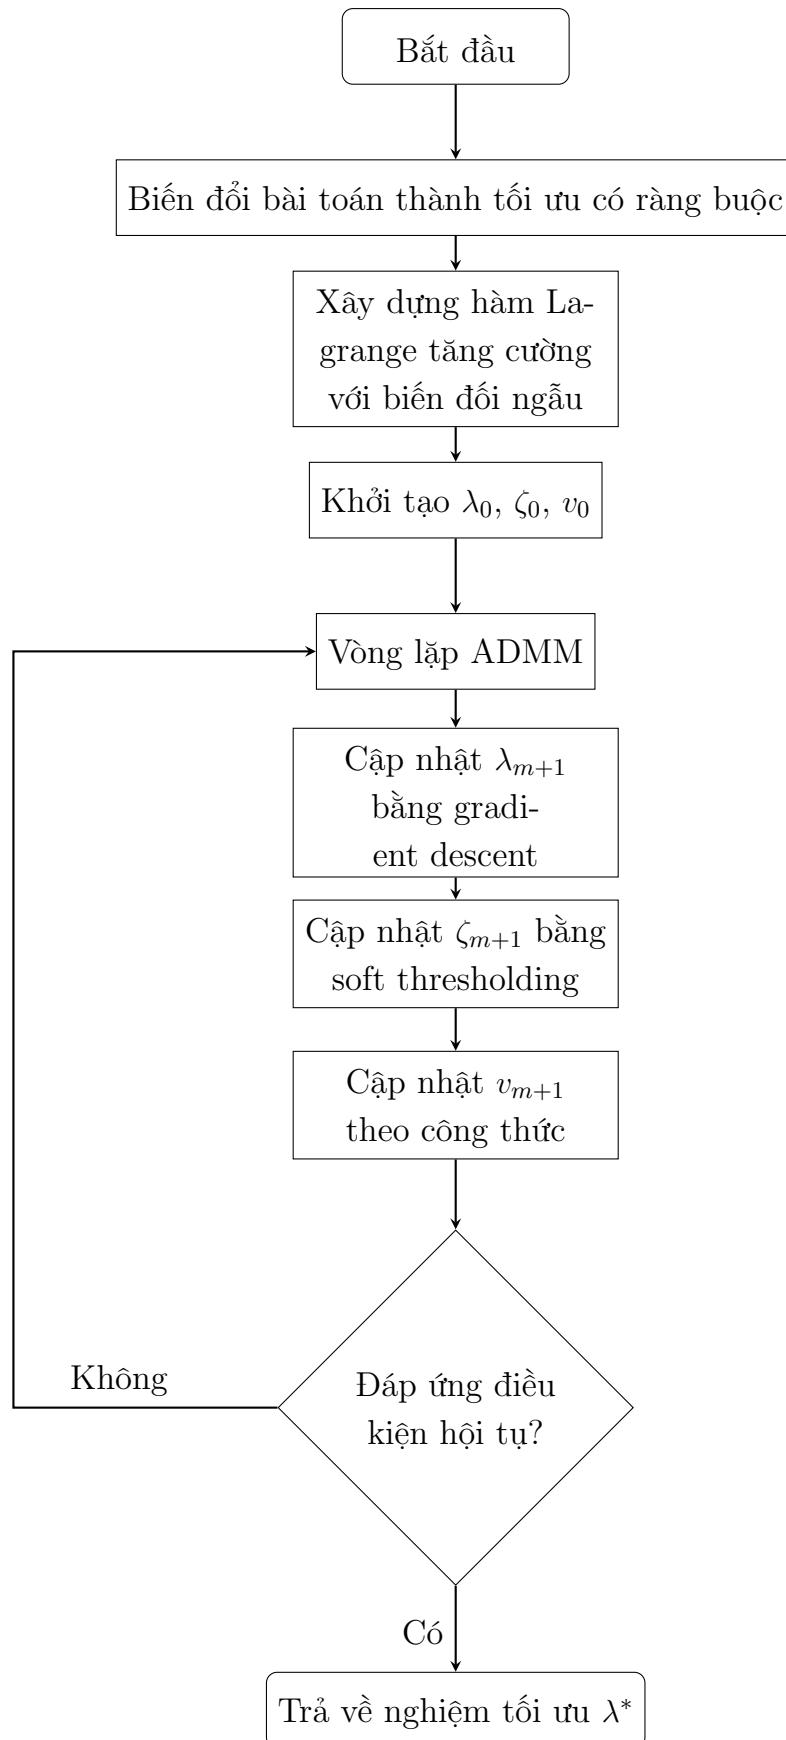 Bắt đầu
Biến đổi bài toán thành tối ưu có ràng buộc
Xây dựng hàm La-
grange tăng cường
với biến đối ngẫu
Khởi tạo λ₀, ζ₀, v₀
Vòng lặp ADMM
Cập nhật λₘ₊₁
bằng gradi-
ent descent
Cập nhật ζₘ₊₁ bằng
soft thresholding
Cập nhật vₘ₊₁
theo công thức
Không
Đáp ứng điều
kiện hội tụ?
Có
Trả về nghiệm tối ưu λ*